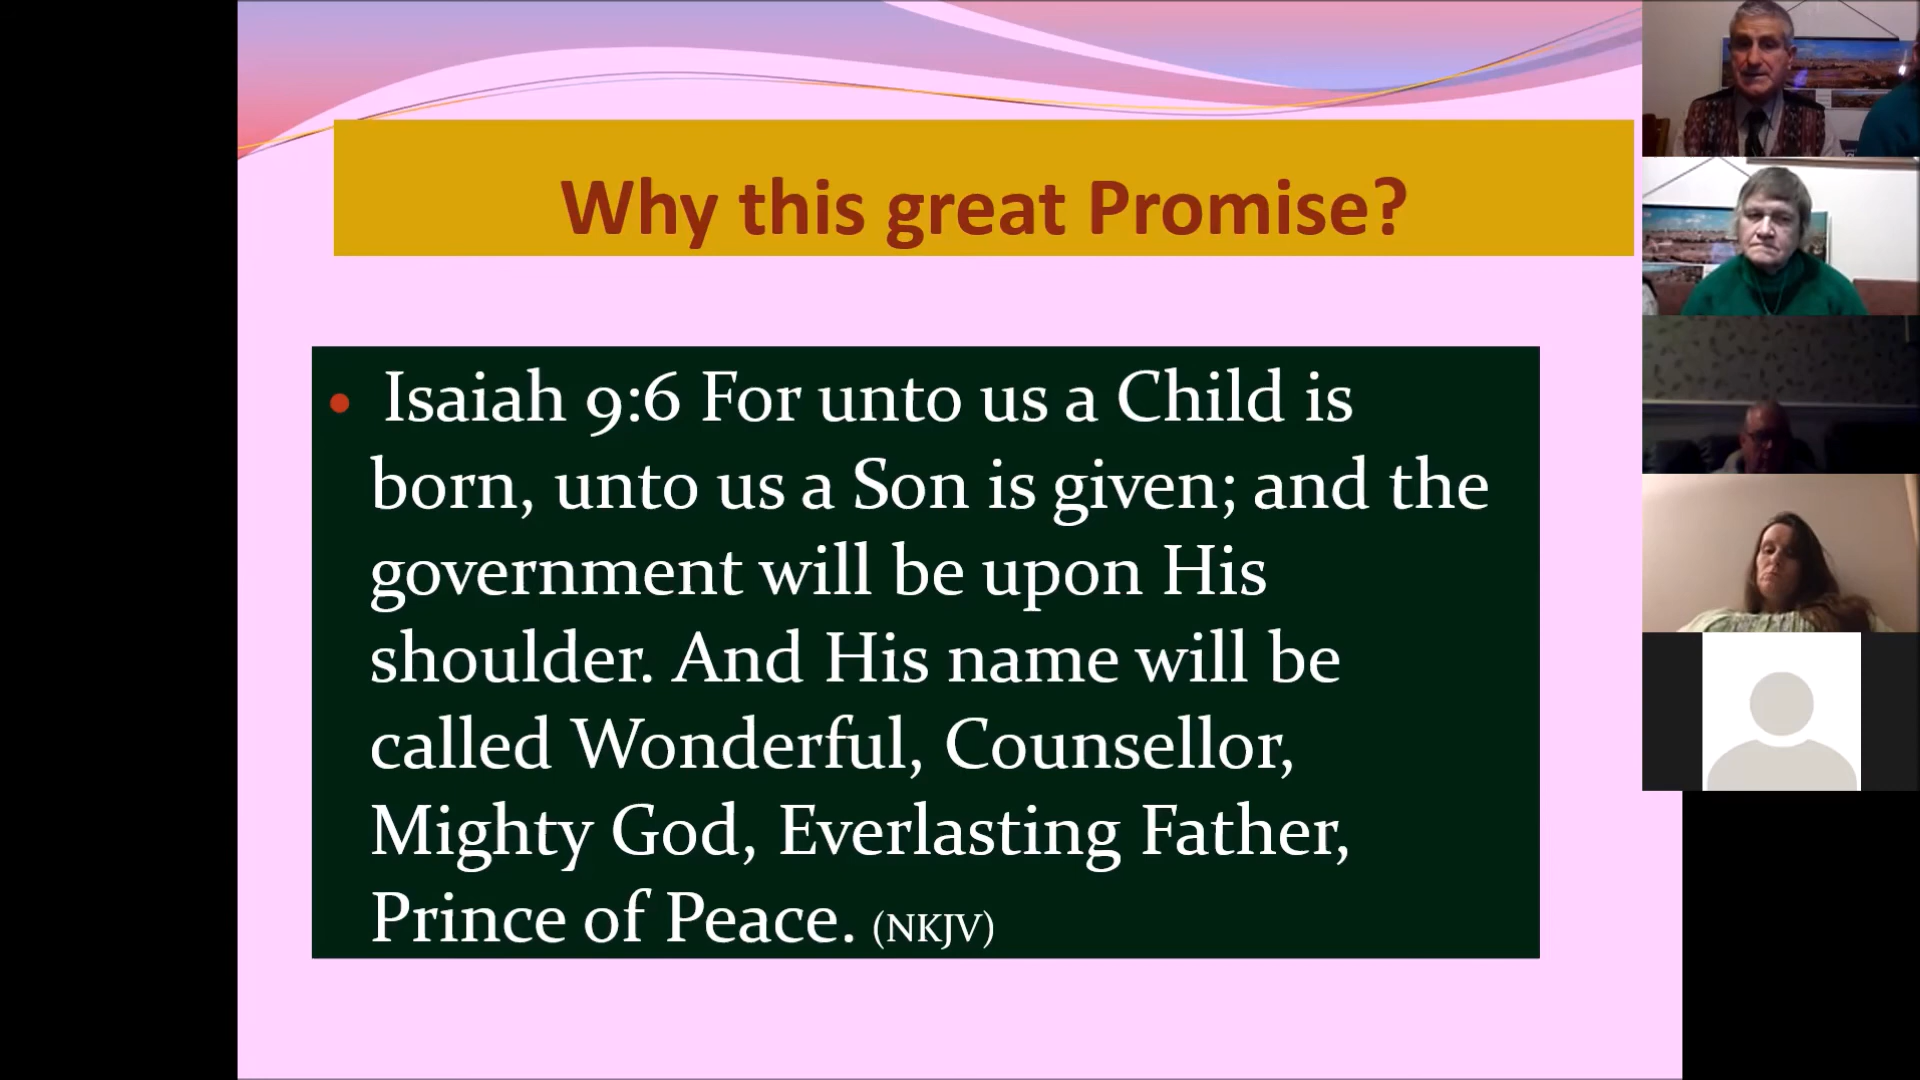 Why this great Promise?
• Isaiah 9:6 For unto us a Child is
born, unto us a Son is given; and the
government will be upon His
shoulder. And His name will be
called Wonderful, Counsellor,
Mighty God, Everlasting Father,
Prince of Peace. (NKJV)